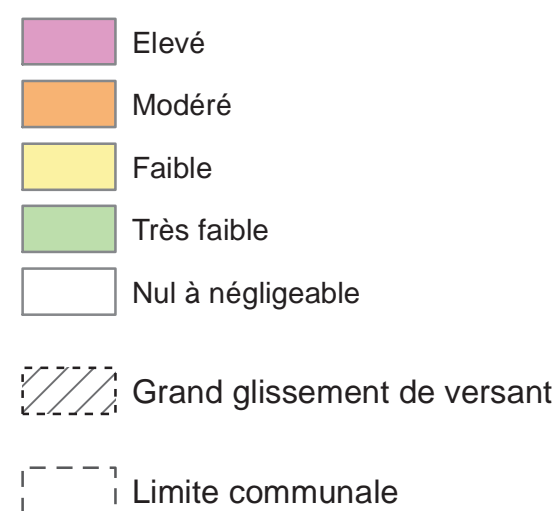 Elevé
Modéré
Faible
Très faible
Nul à négligeable
Grand glissement de versant
Limite communale